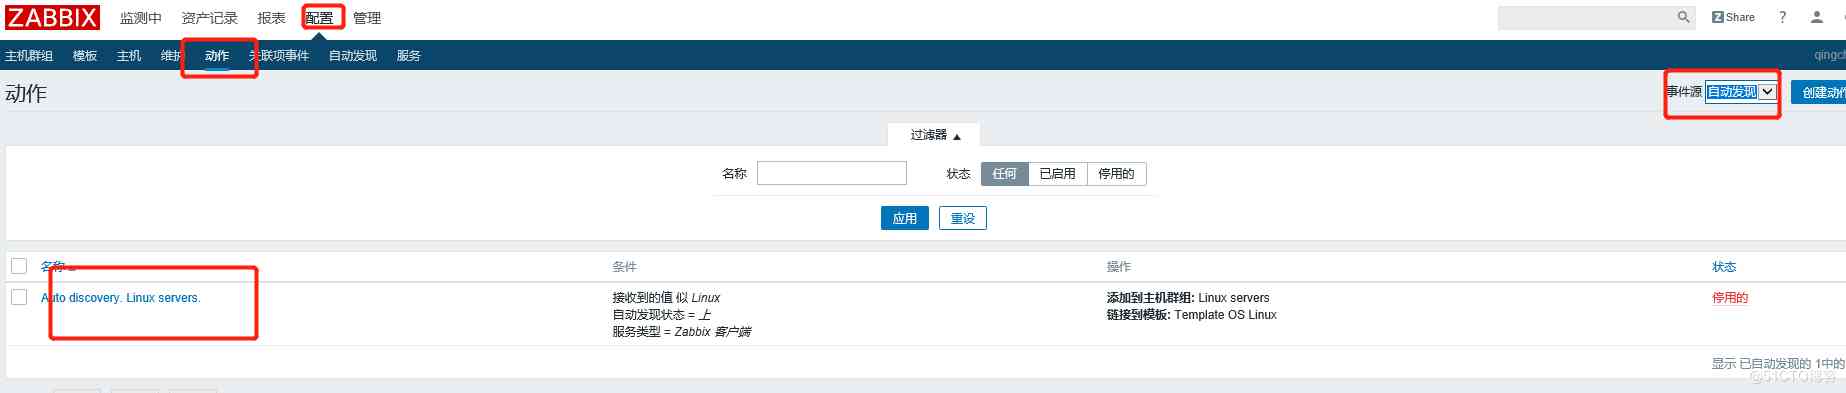 ZABBIX 监测中 资产记录 报表 配置 管理 Z Share ?
主机群组 模板 主机 维护 动作 关联项事件 自动发现 服务
动作 事件源 自动发现 创建动作
过滤器
名称 状态 任何 已启用 停用的
应用 重设
名称 条件 操作 状态
Auto discovery. Linux servers. 接收到的值 似 Linux 添加到主机群组: Linux servers 停用的
自动发现状态 = 上 链接到模板: Template OS Linux
服务类型 = Zabbix 客户端
显示 已自动发现的 1中的
@51CTO博客